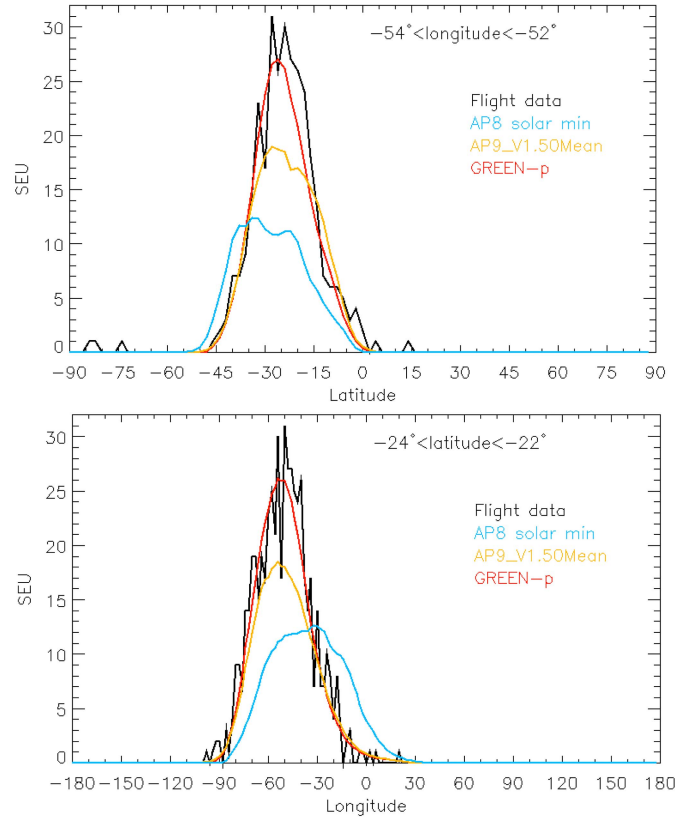 −54°<longitude<−52°
Flight data
AP8 solar min
AP9_V1.50Mean
GREEN−p
SEU
30
25
20
15
10
5
0
−90 −75 −60 −45 −30 −15 0 15 30 45 60 75 90
Latitude
−24°<latitude<−22°
Flight data
AP8 solar min
AP9_V1.50Mean
GREEN−p
SEU
30
25
20
15
10
5
0
−180 −150 −120 −90 −60 −30 0 30 60 90 120 150 180
Longitude